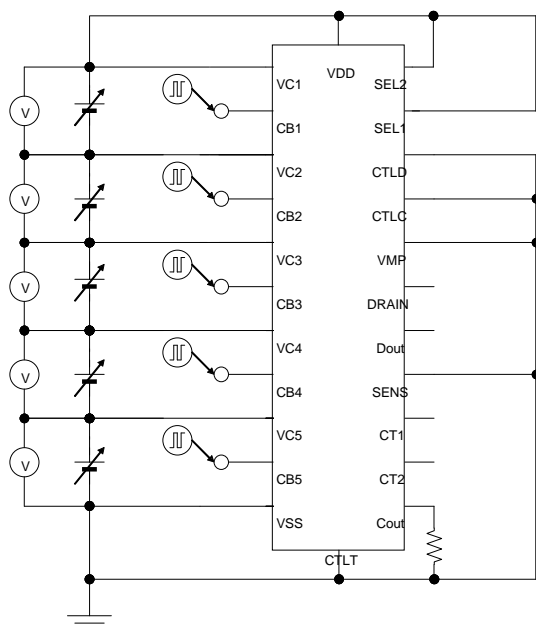 VDD
VC1
SEL2
V
CB1
SEL1
VC2
CTLD
V
CB2
CTLC
VC3
VMP
V
CB3
DRAIN
VC4
Dout
V
CB4
SENS
VC5
CT1
V
CB5
CT2
VSS
Cout
CTLT